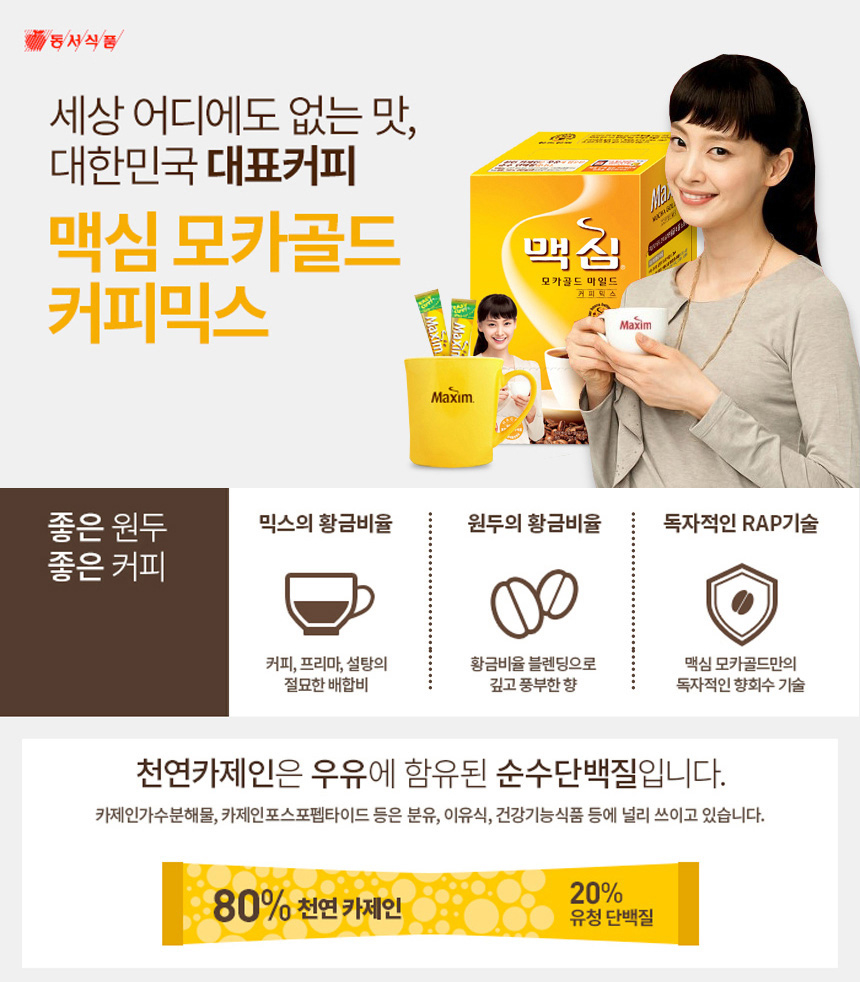 동서식품
세상 어디에도 없는 맛,
대한민국 대표커피
맥심 모카골드
커피믹스
맥심
모카골드 마일드
커피믹스
Maxim
Maxim
Maxim
Maxim
좋은 원두
좋은 커피
믹스의 황금비율
커피, 프리마, 설탕의
절묘한 배합비
원두의 황금비율
황금비율 블렌딩으로
깊고 풍부한 향
독자적인 RAP기술
맥심 모카골드만의
독자적인 향회수 기술
천연카제인은 우유에 함유된 순수단백질입니다.
카제인가수분해물, 카제인포스포펩타이드 등은 분유, 이유식, 건강기능식품 등에 널리 쓰이고 있습니다.
80% 천연 카제인
20%
유청 단백질